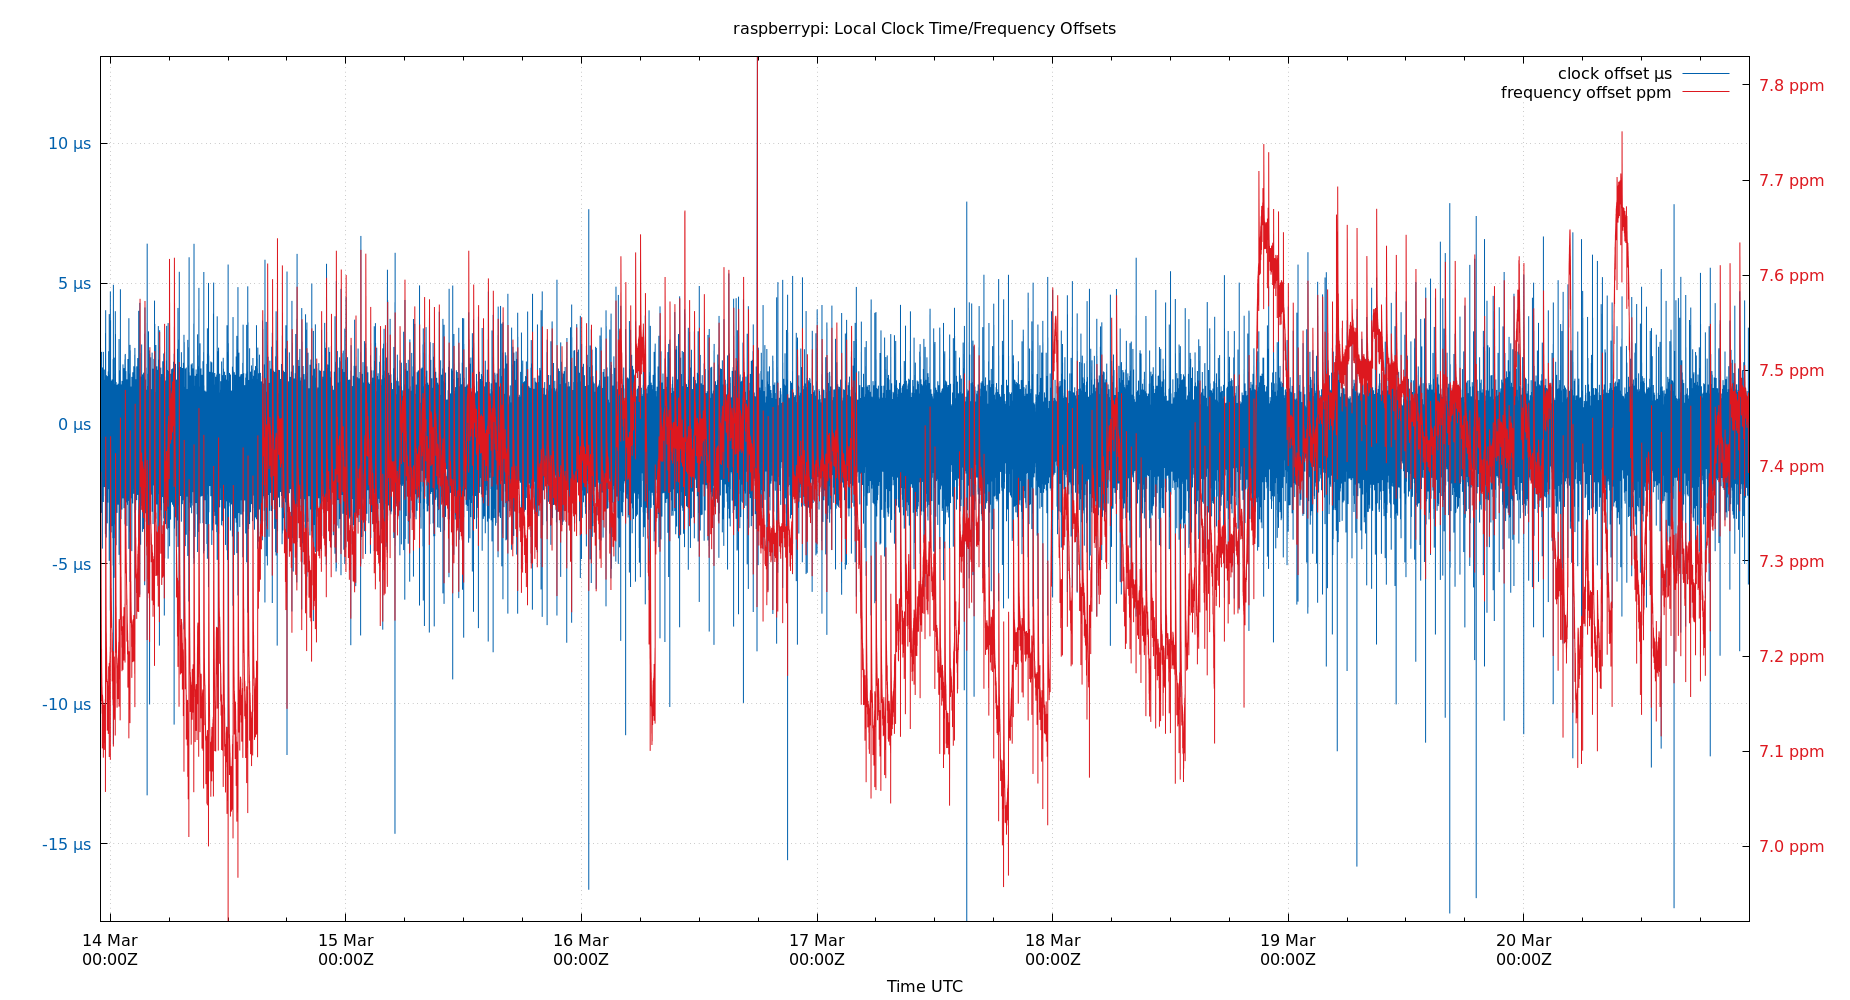 raspberrypi: Local Clock Time/Frequency Offsets
clock offset µs
frequency offset ppm
10 µs
5 µs
0 µs
-5 µs
-10 µs
-15 µs
7.8 ppm
7.7 ppm
7.6 ppm
7.5 ppm
7.4 ppm
7.3 ppm
7.2 ppm
7.1 ppm
7.0 ppm
14 Mar
00:00Z
15 Mar
00:00Z
16 Mar
00:00Z
17 Mar
00:00Z
18 Mar
00:00Z
19 Mar
00:00Z
20 Mar
00:00Z
Time UTC